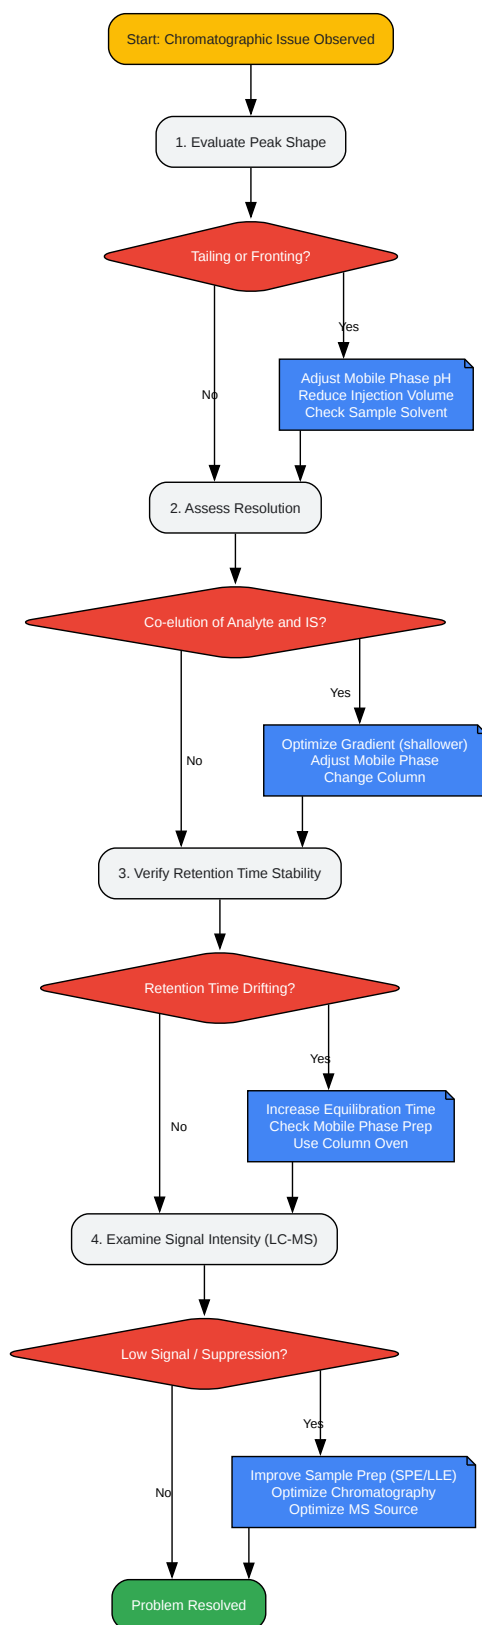 Start: Chromatographic Issue Observed
1. Evaluate Peak Shape
Tailing or Fronting?
Yes
Adjust Mobile Phase pH
Reduce Injection Volume
Check Sample Solvent
No
2. Assess Resolution
Co-elution of Analyte and IS?
Yes
Optimize Gradient (shallower)
Adjust Mobile Phase
Change Column
No
3. Verify Retention Time Stability
Retention Time Drifting?
Yes
Increase Equilibration Time
Check Mobile Phase Prep
Use Column Oven
No
4. Examine Signal Intensity (LC-MS)
Low Signal / Suppression?
Yes
Improve Sample Prep (SPE/LLE)
Optimize Chromatography
Optimize MS Source
No
Problem Resolved